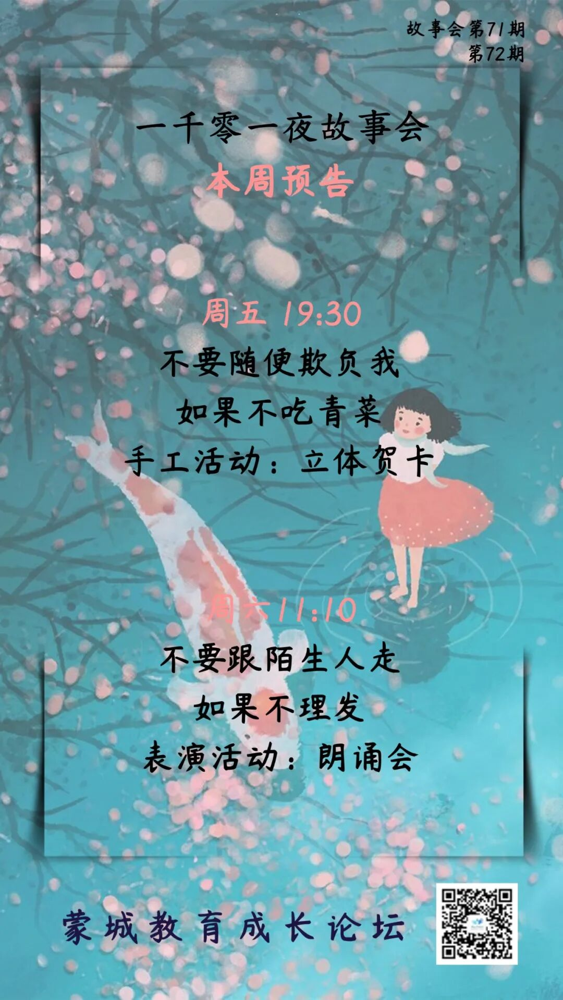 故事会第71期
第72期
一千零一夜故事会
本周预告
周五 19:30
不要随便欺负我
如果不吃青菜
手工活动：立体贺卡
周六11:10
不要跟陌生人走
如果不理发
表演活动：朗诵会
蒙城教育成长论坛